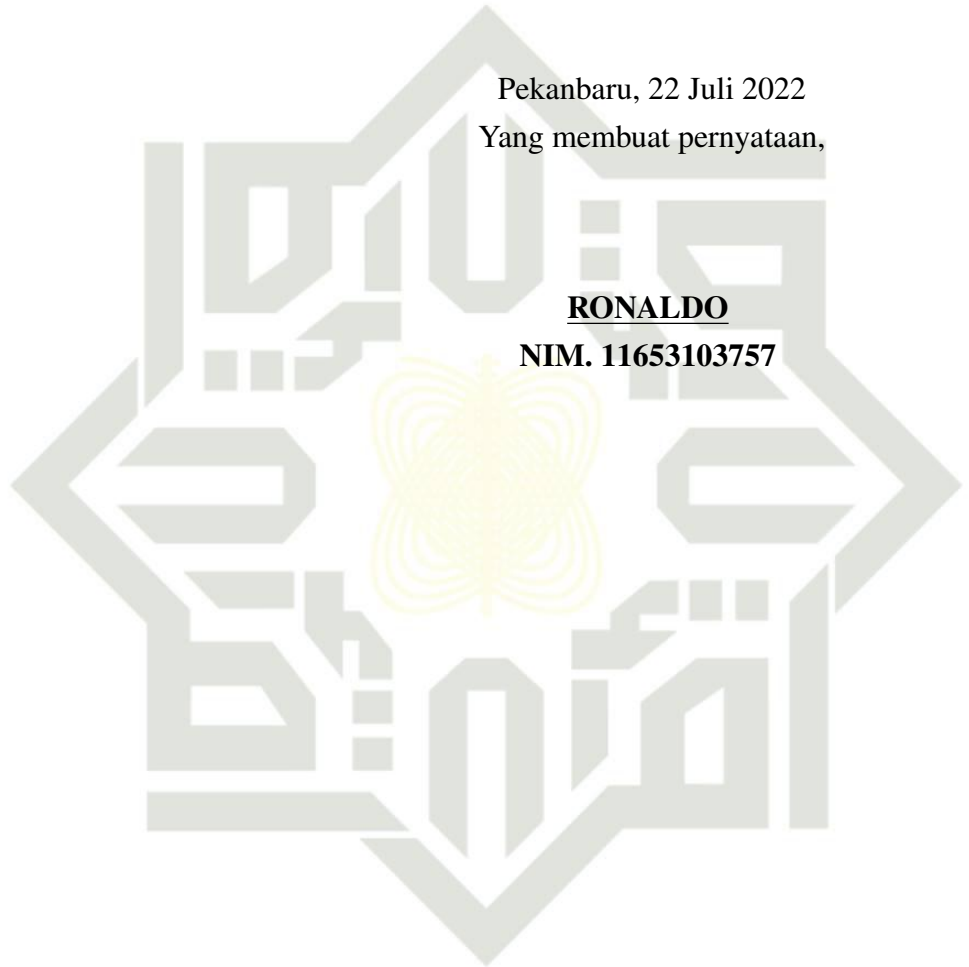 Pekanbaru, 22 Juli 2022
Yang membuat pernyataan,
RONALDO
NIM. 11653103757